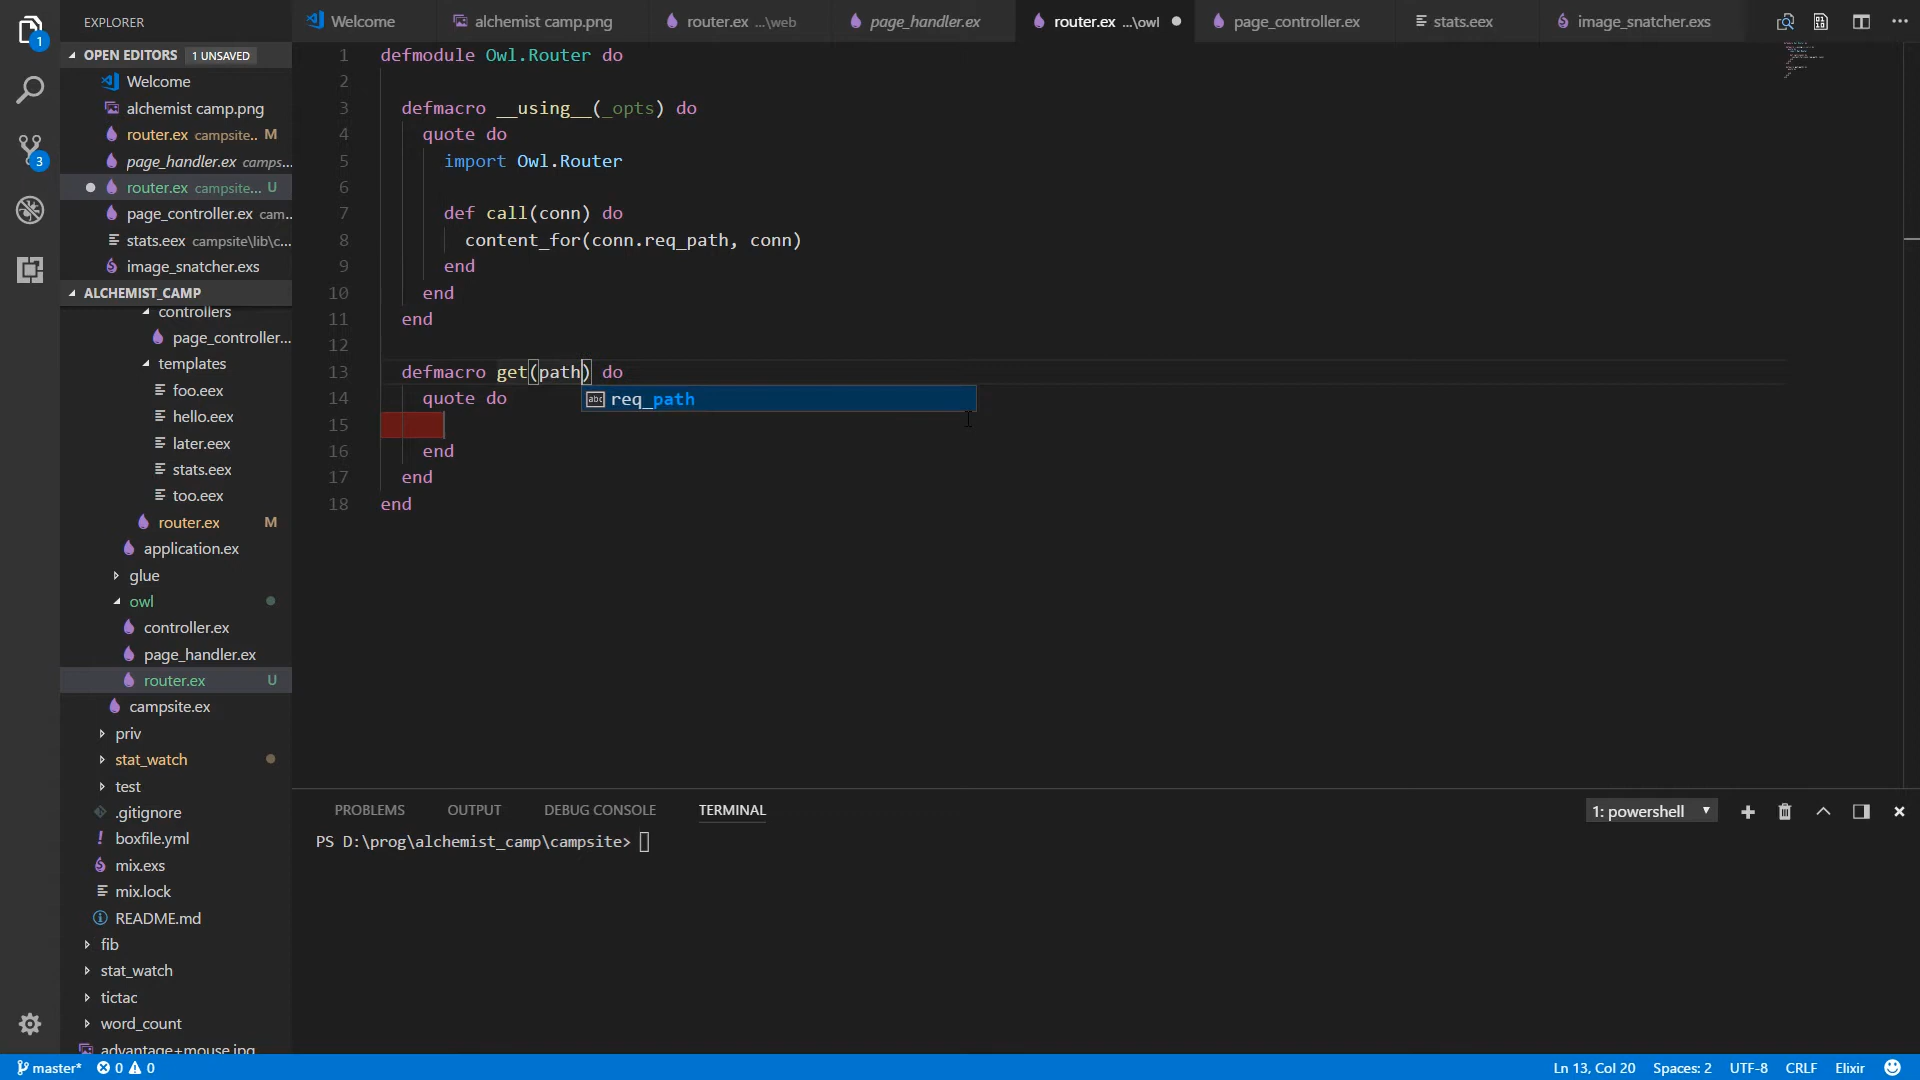 EXPLORER
OPEN EDITORS 1 UNSAVED
Welcome
alchemist camp.png
router.ex campsite.. M
page_handler.ex camps...
router.ex campsite... U
page_controller.ex cam...
stats.eex campsite\lib\c...
image_snatcher.exs
ALCHEMIST_CAMP
controllers
page_controller...
templates
foo.eex
hello.eex
later.eex
stats.eex
too.eex
router.ex M
application.ex
glue
owl
controller.ex
page_handler.ex
router.ex U
campsite.ex
priv
stat_watch
test
.gitignore
boxfile.yml
mix.exs
mix.lock
README.md
fib
stat_watch
tictac
word_count
advantage+mouse.jpg
1
3
Welcome alchemist camp.png router.ex ...\web page_handler.ex router.ex ...\owl page_controller.ex stats.eex image_snatcher.exs
1 defmodule Owl.Router do
2
3 defmacro __using__(_opts) do
4 quote do
5 import Owl.Router
6
7 def call(conn) do
8 content_for(conn.req_path, conn)
9 end
10 end
11 end
12
13 defmacro get(path) do
14 quote do
req_path
15
16 end
17 end
18 end
PROBLEMS OUTPUT DEBUG CONSOLE TERMINAL 1: powershell
PS D:\prog\alchemist_camp\campsite>
master* 0 0 Ln 13, Col 20 Spaces: 2 UTF-8 CRLF Elixir